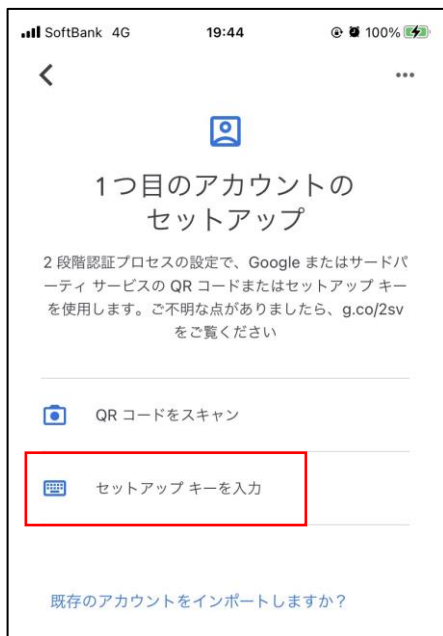 SoftBank 4G 19:44 100%
1つ目のアカウントの
セットアップ
2 段階認証プロセスの設定で、Google またはサードパ
ーティ サービスの QR コードまたはセットアップ キー
を使用します。ご不明な点がありましたら、g.co/2sv
をご覧ください
QR コードをスキャン
セットアップ キーを入力
既存のアカウントをインポートしますか？